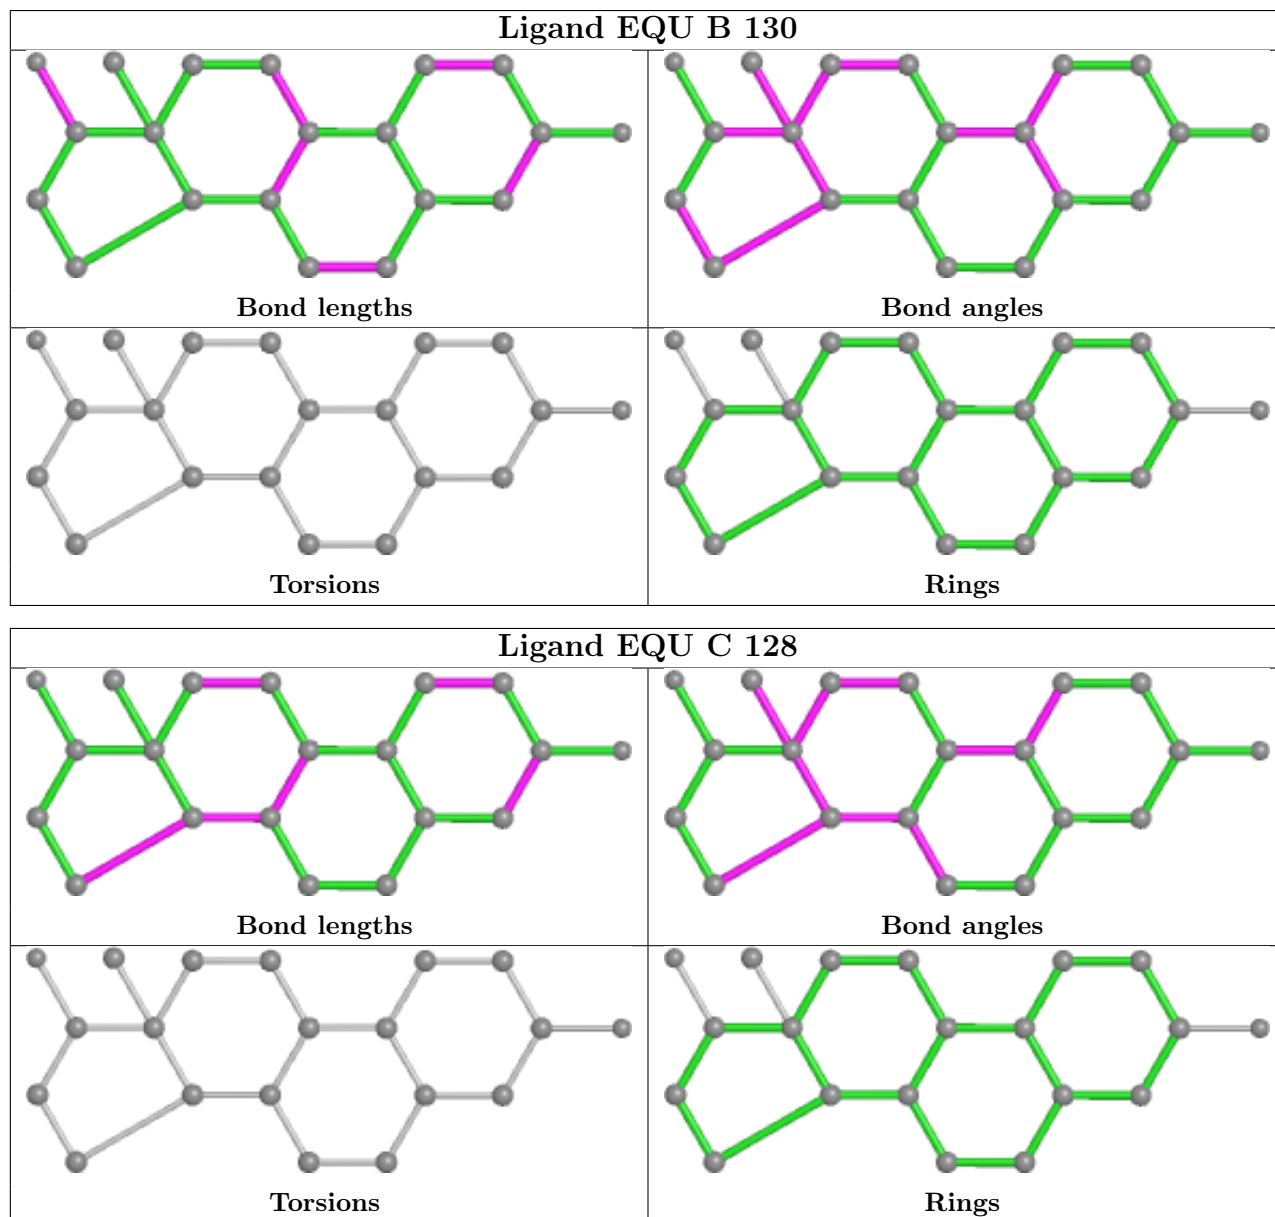 Ligand EQU B 130
Bond lengths
Bond angles
Torsions
Rings
Ligand EQU C 128
Bond lengths
Bond angles
Torsions
Rings